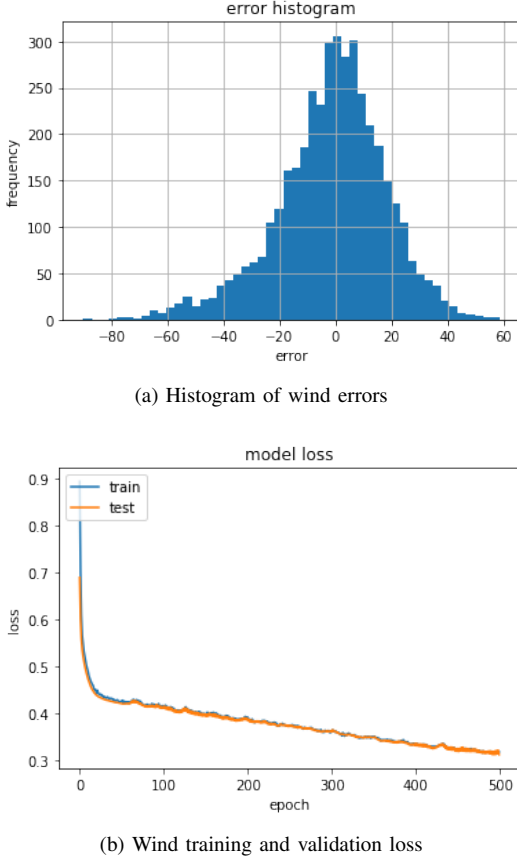 error histogram
300
250
200
150
100
50
0
frequency
−80 −60 −40 −20 0 20 40 60
error
(a) Histogram of wind errors
model loss
0.9
0.8
0.7
0.6
0.5
0.4
0.3
loss
train
test
0 100 200 300 400 500
epoch
(b) Wind training and validation loss